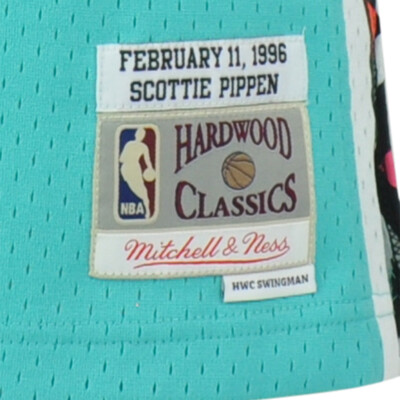 FEBRUARY 11, 1996
SCOTTIE PIPPEN
HARDWOOD
CLASSICS
NBA
Mitchell & Ness
HWC SWINGMAN